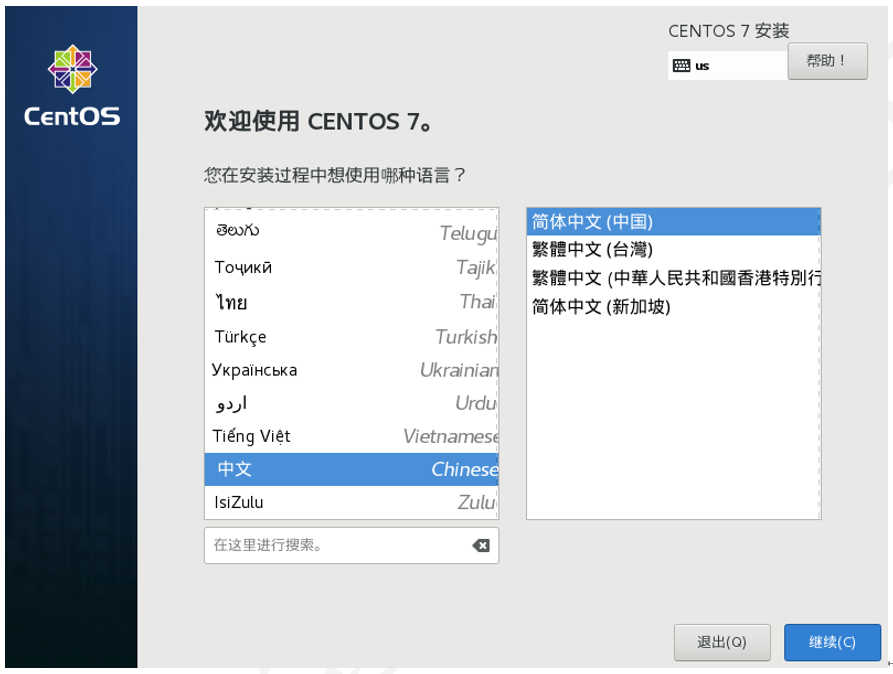 CENTOS 7 安装
us
帮助！
CentOS
欢迎使用 CENTOS 7。
您在安装过程中想使用哪种语言？
తెలుగు Telugu
Тоҷикӣ Tajik
ไทย Thai
Türkçe Turkish
Українська Ukrainian
اردو Urdu
Tiếng Việt Vietnamese
中文 Chinese
IsiZulu Zulu
简体中文 (中国)
繁體中文 (台灣)
繁體中文 (中華人民共和國香港特別行
简体中文 (新加坡)
在这里进行搜索。
退出(Q)
继续(C)